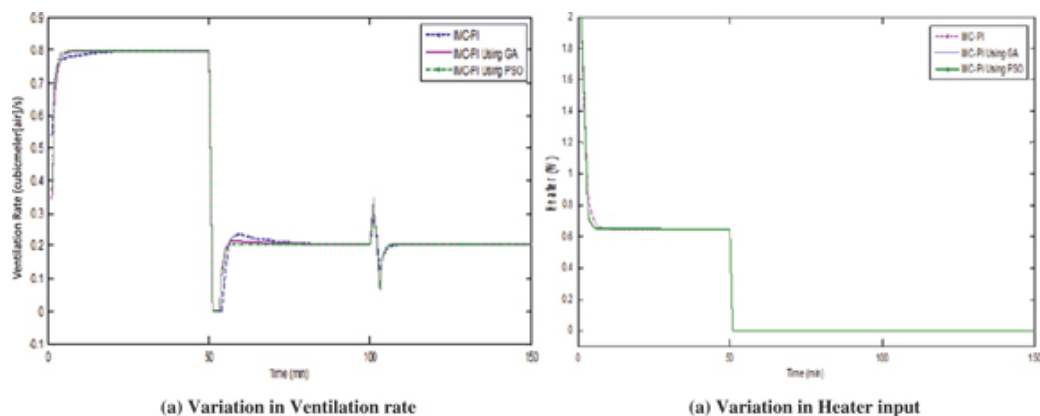 0.9
0.8
0.7
0.6
0.5
0.4
0.3
0.2
0.1
0
-0.1
0
50
100
150
Ventilation Rate (cubicmeler[air]/s)
Time (min)
IMC-PI
IMC-PI Using GA
IMC-PI Using PSO
(a) Variation in Ventilation rate
2
1.8
1.6
1.4
1.2
1
0.8
0.6
0.4
0.2
0
0
50
100
150
Heater (W)
Time (min)
IMC-PI
IMC-PI Using GA
IMC-PI Using PSO
(a) Variation in Heater input